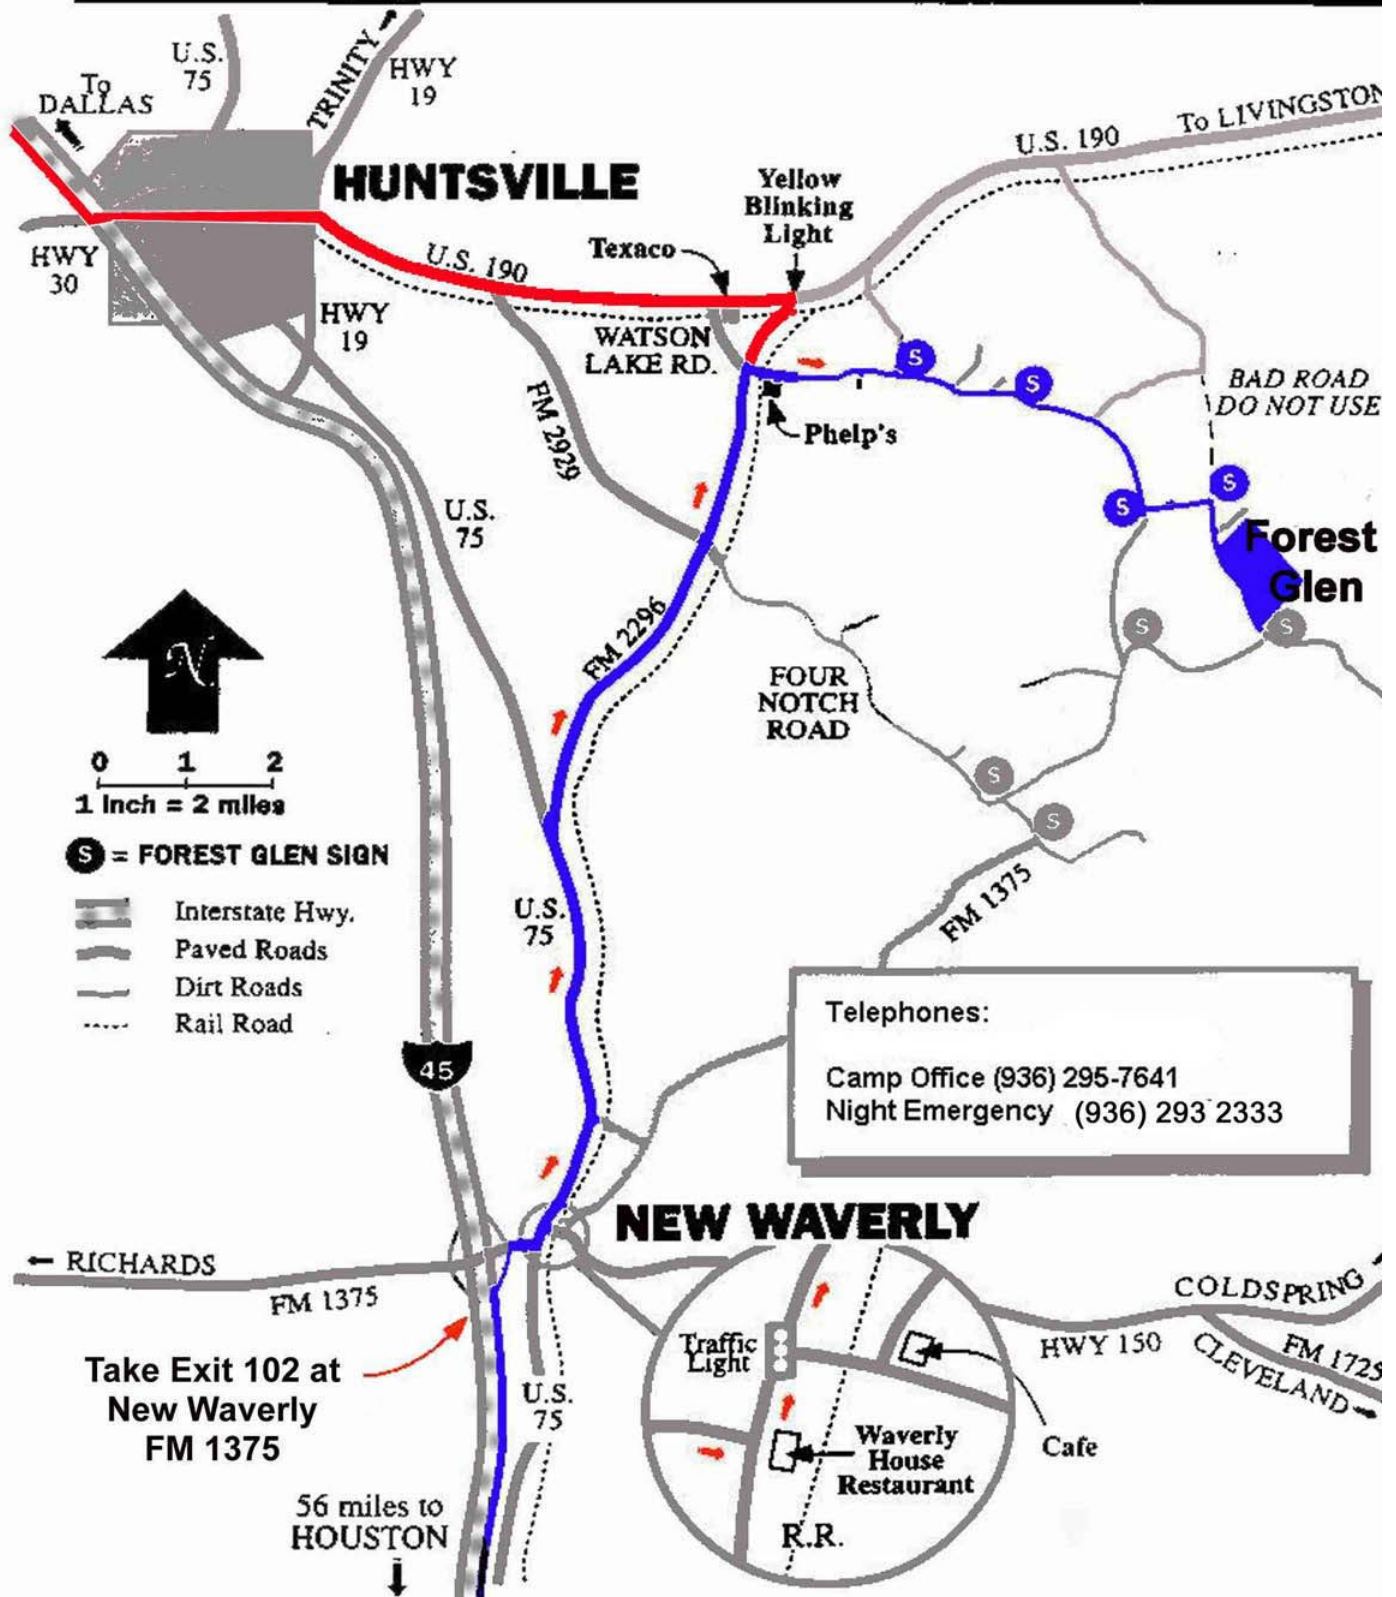 U.S.
75
To
DALLAS
TRINITY
HWY
19
HUNTSVILLE
Yellow
Blinking
Light
U.S. 190
To LIVINGSTON
HWY
30
Texaco
U.S. 190
HWY
19
WATSON
LAKE RD.
S
S
BAD ROAD
DO NOT USE
Phelp's
FM 2929
U.S.
75
S
S
Forest
Glen
N
FM 2296
S
S
FOUR
NOTCH
ROAD
0 1 2
1 Inch = 2 miles
S = FOREST GLEN SIGN
S
S
Interstate Hwy.
Paved Roads
Dirt Roads
Rail Road
U.S.
75
FM 1375
45
Telephones:
Camp Office (936) 295-7641
Night Emergency (936) 293 2333
NEW WAVERLY
RICHARDS
FM 1375
COLDSPRING
HWY 150
CLEVELAND
FM 1725
Traffic
Light
Take Exit 102 at
New Waverly
FM 1375
U.S.
75
Waverly
House
Restaurant
Cafe
56 miles to
HOUSTON
R.R.